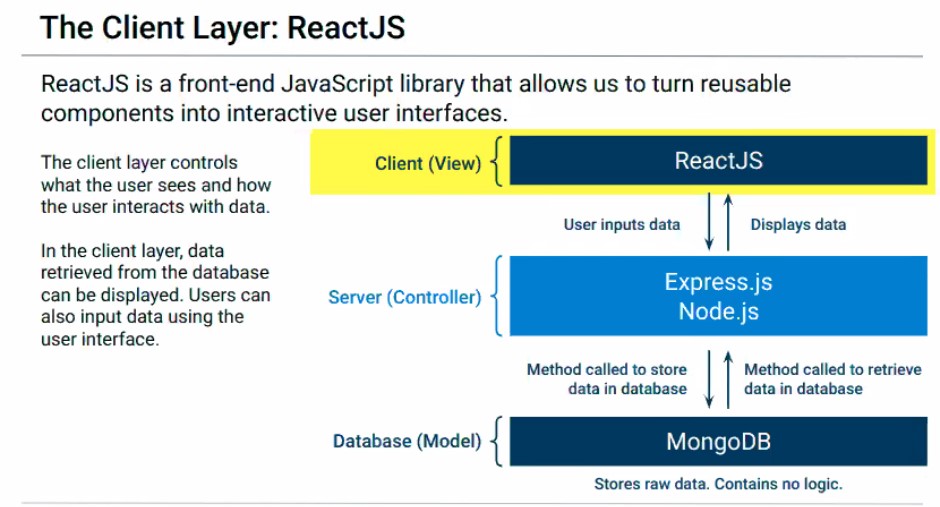 The Client Layer: ReactJS
ReactJS is a front-end JavaScript library that allows us to turn reusable
components into interactive user interfaces.
The client layer controls
what the user sees and how
the user interacts with data.
In the client layer, data
retrieved from the database
can be displayed. Users can
also input data using the
user interface.
Client (View)
ReactJS
User inputs data
Displays data
Server (Controller)
Express.js
Node.js
Method called to store
data in database
Method called to retrieve
data in database
Database (Model)
MongoDB
Stores raw data. Contains no logic.